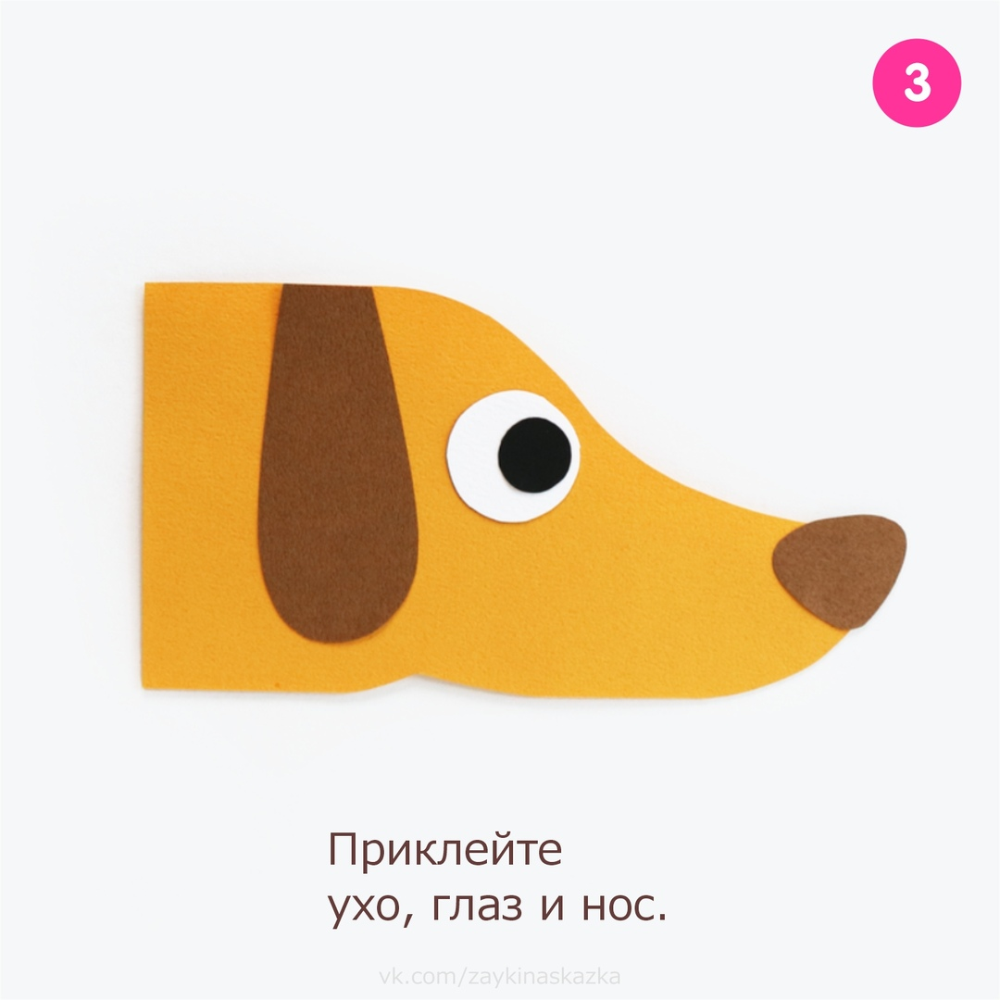 3
Приклейте
ухо, глаз и нос.
vk.com/zaykinaskazka